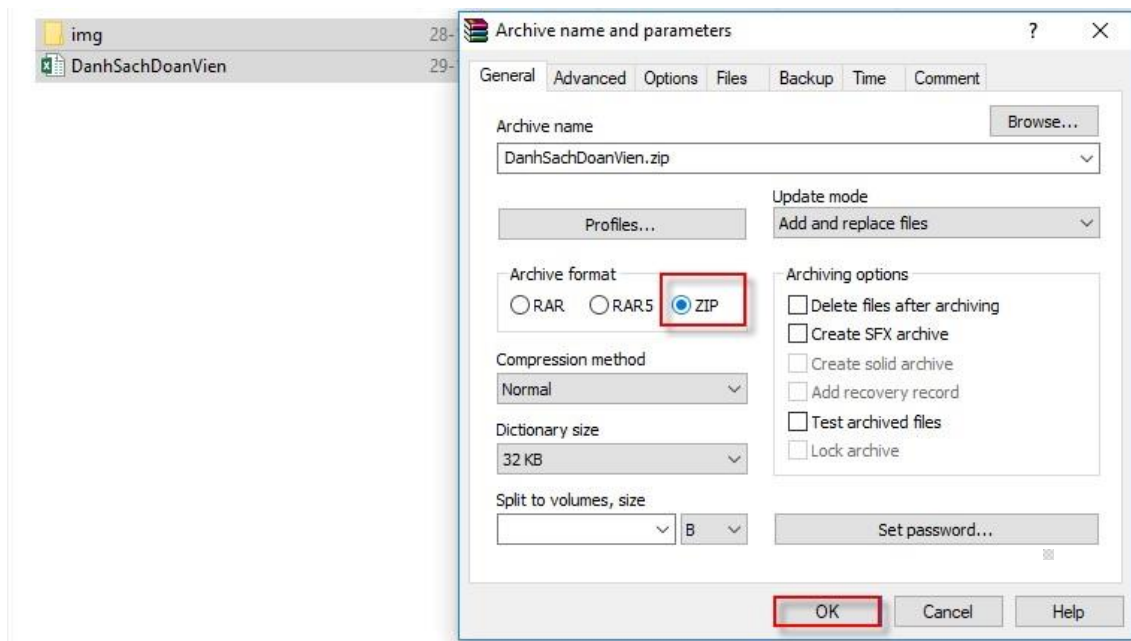 img 28-
DanhSachDoanVien 29-
Archive name and parameters
General Advanced Options Files Backup Time Comment
Archive name
Browse...
DanhSachDoanVien.zip
Update mode
Profiles...
Add and replace files
Archive format
RAR RAR5 ZIP
Archiving options
Delete files after archiving
Create SFX archive
Create solid archive
Add recovery record
Test archived files
Lock archive
Compression method
Normal
Dictionary size
32 KB
Split to volumes, size
B
Set password...
OK Cancel Help